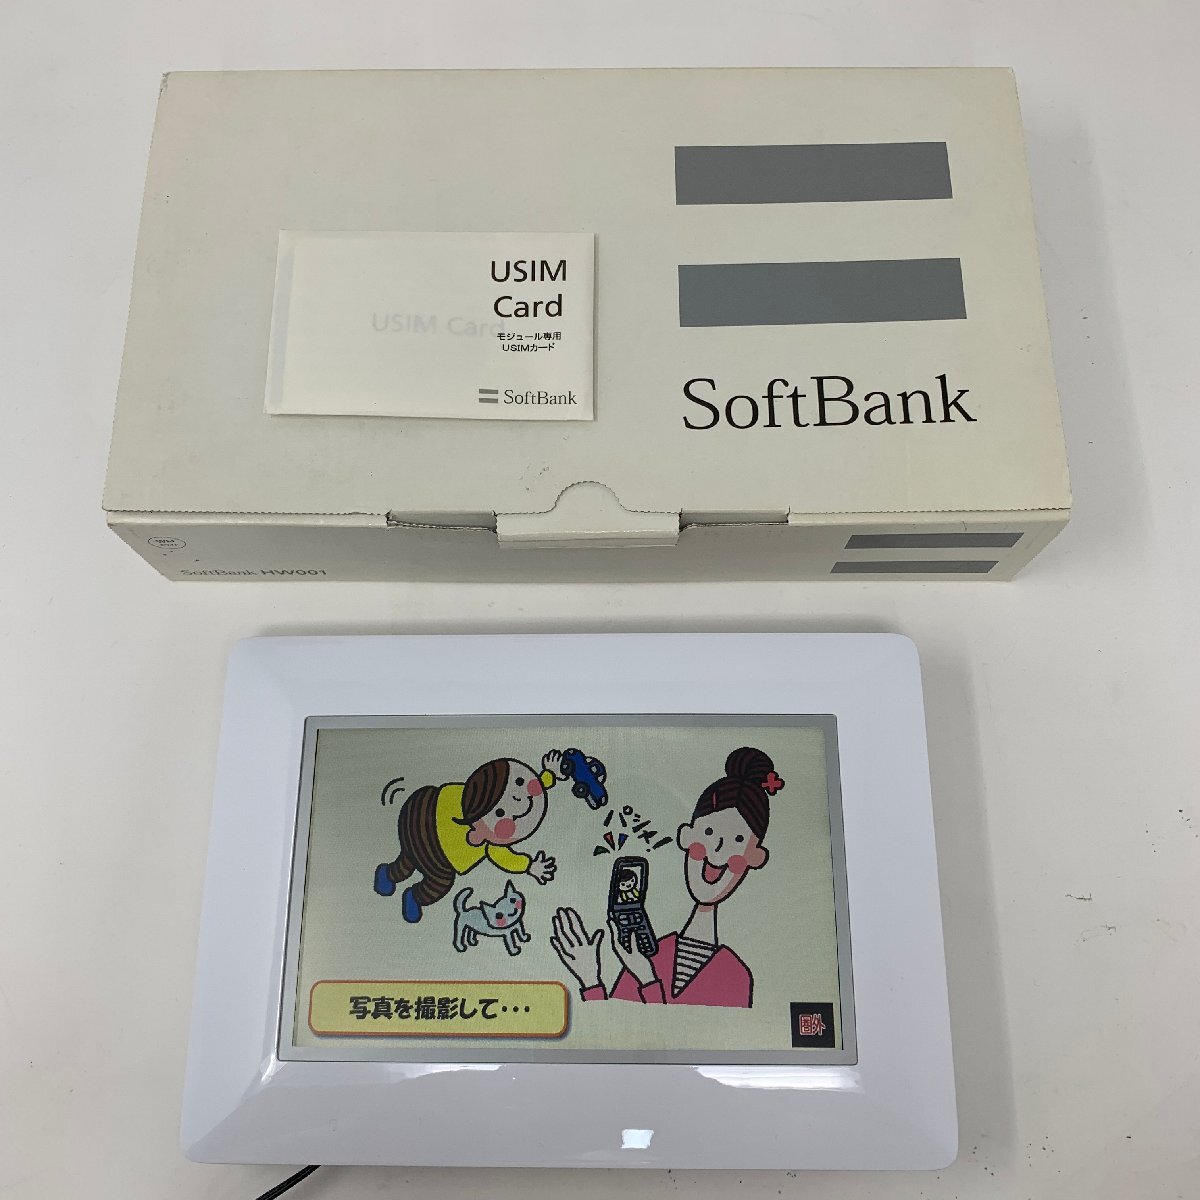 USIM
Card
モジュール専用
USIMカード
SoftBank
USIM Card
SoftBank
SoftBank HW001
パシャ!
写真を撮影して・・・
圏外